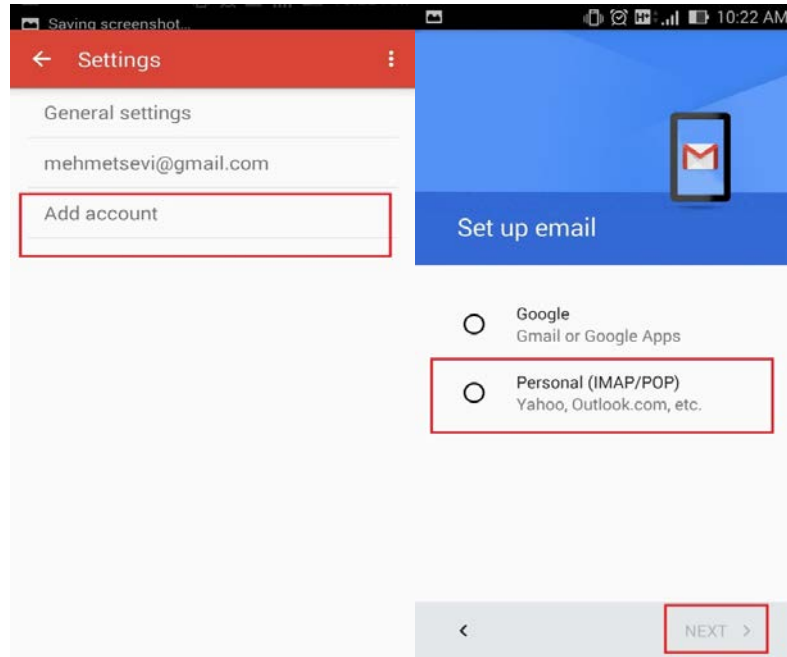 Saving screenshot...
Settings
General settings
mehmetsevi@gmail.com
Add account
10:22 AM
Set up email
Google
Gmail or Google Apps
Personal (IMAP/POP)
Yahoo, Outlook.com, etc.
NEXT